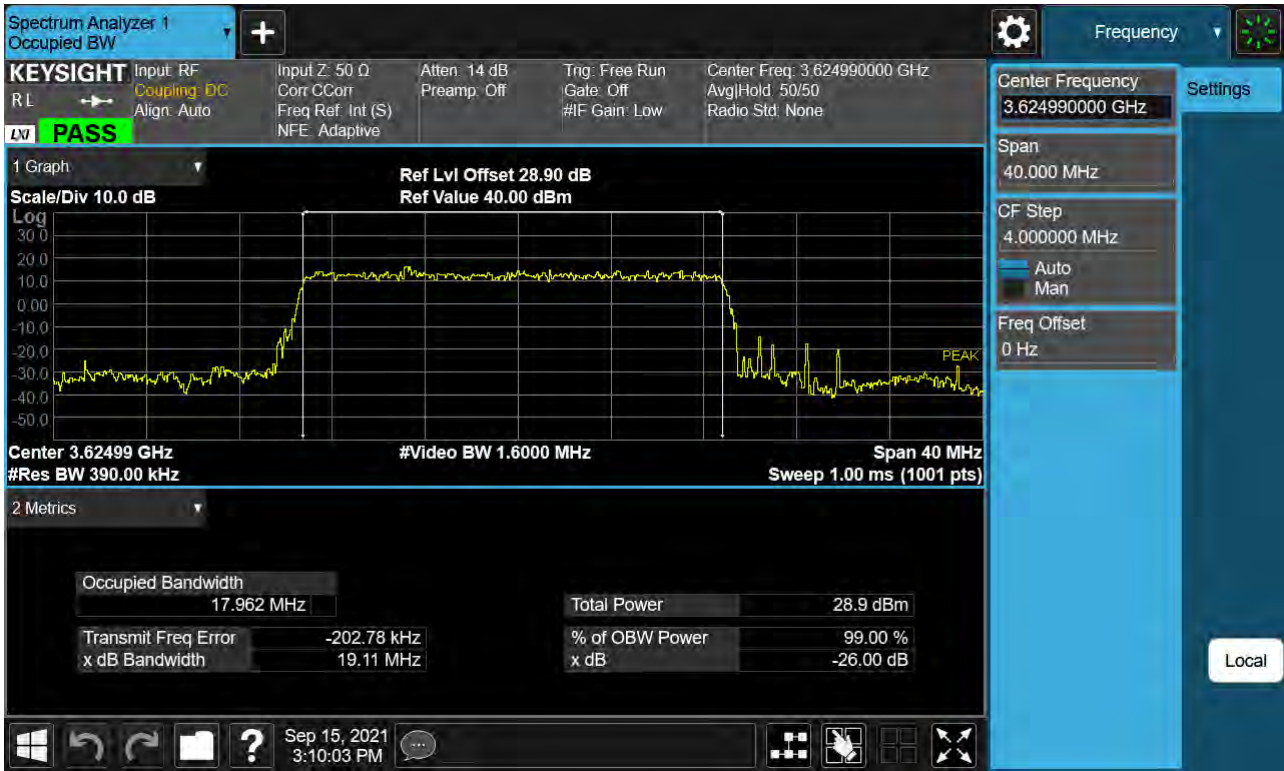 Spectrum Analyzer 1
Occupied BW
+
Frequency
KEYSIGHT
RL
LXI PASS
Input: RF
Coupling: DC
Align: Auto
Input Z: 50 Ω
Corr CCorr
Freq Ref: Int (S)
NFE: Adaptive
Atten: 14 dB
Preamp: Off
Trig: Free Run
Gate: Off
#IF Gain: Low
Center Freq: 3.624990000 GHz
Avg|Hold: 50/50
Radio Std: None
Center Frequency
3.624990000 GHz
Settings
Span
40.000 MHz
CF Step
4.000000 MHz
Auto
Man
Freq Offset
0 Hz
Local
1 Graph
Ref Lvl Offset 28.90 dB
Scale/Div 10.0 dB
Ref Value 40.00 dBm
Log
30.0
20.0
10.0
0.00
-10.0
-20.0
-30.0
-40.0
-50.0
PEAK
Center 3.62499 GHz
#Video BW 1.6000 MHz
Span 40 MHz
#Res BW 390.00 kHz
Sweep 1.00 ms (1001 pts)
2 Metrics
Occupied Bandwidth
17.962 MHz
Total Power 28.9 dBm
Transmit Freq Error -202.78 kHz
% of OBW Power 99.00 %
x dB Bandwidth 19.11 MHz
x dB -26.00 dB
?
Sep 15, 2021
3:10:03 PM